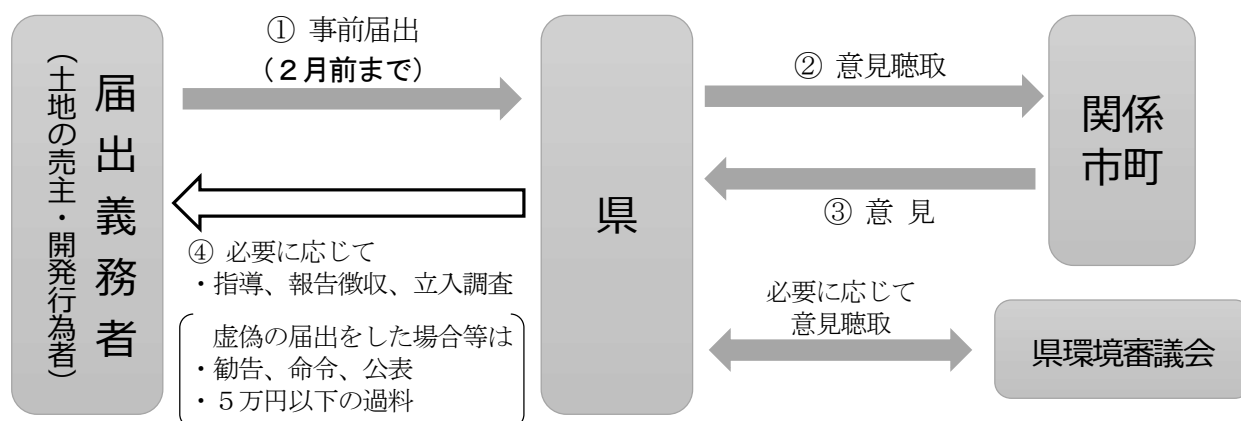 届出義務者
（土地の売主・開発行為者）
① 事前届出
（２月前まで）
県
② 意見聴取
関係
市町
③ 意 見
④ 必要に応じて
・指導、報告徴収、立入調査
虚偽の届出をした場合等は
・勧告、命令、公表
・５万円以下の過料
必要に応じて
意見聴取
県環境審議会